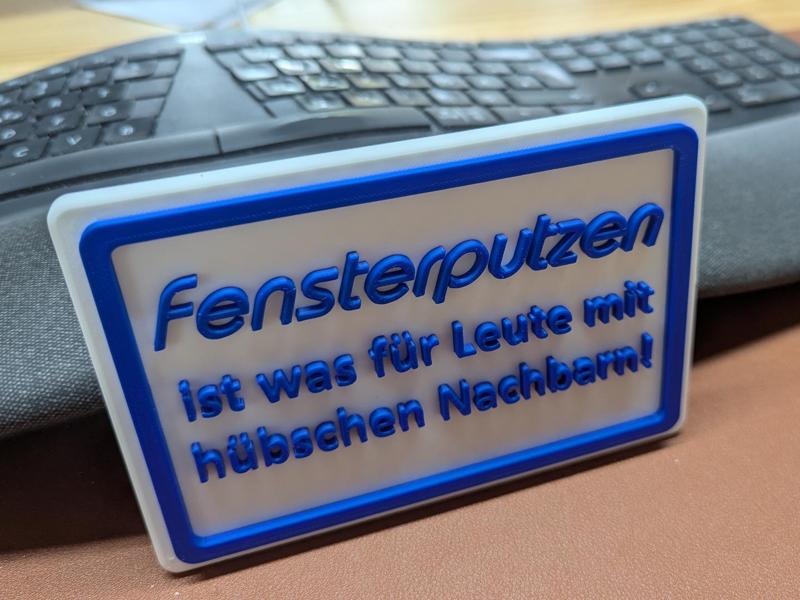 Fensterputzen
ist was für Leute mit
hübschen Nachbarn!